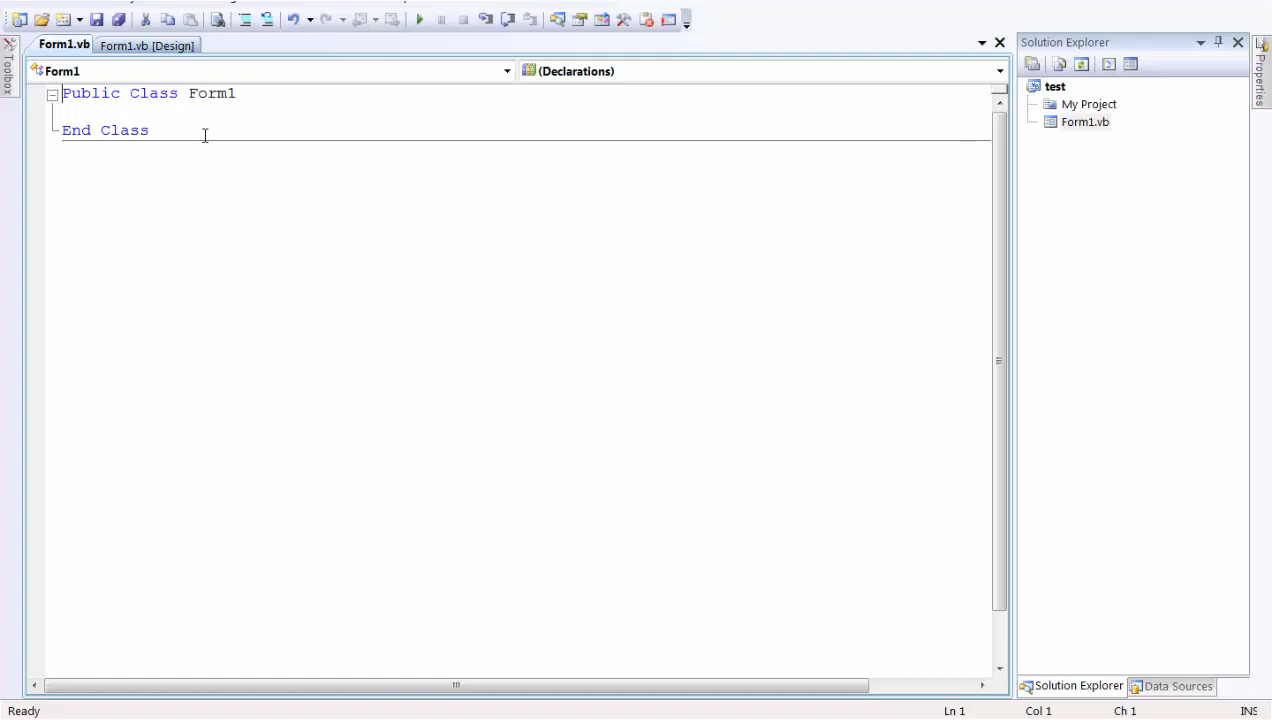 Form1.vb
Form1.vb [Design]
Solution Explorer
Toolbox
Form1
(Declarations)
Properties
Public Class Form1
End Class
test
My Project
Form1.vb
Solution Explorer
Data Sources
Ready
Ln 1
Col 1
Ch 1
INS